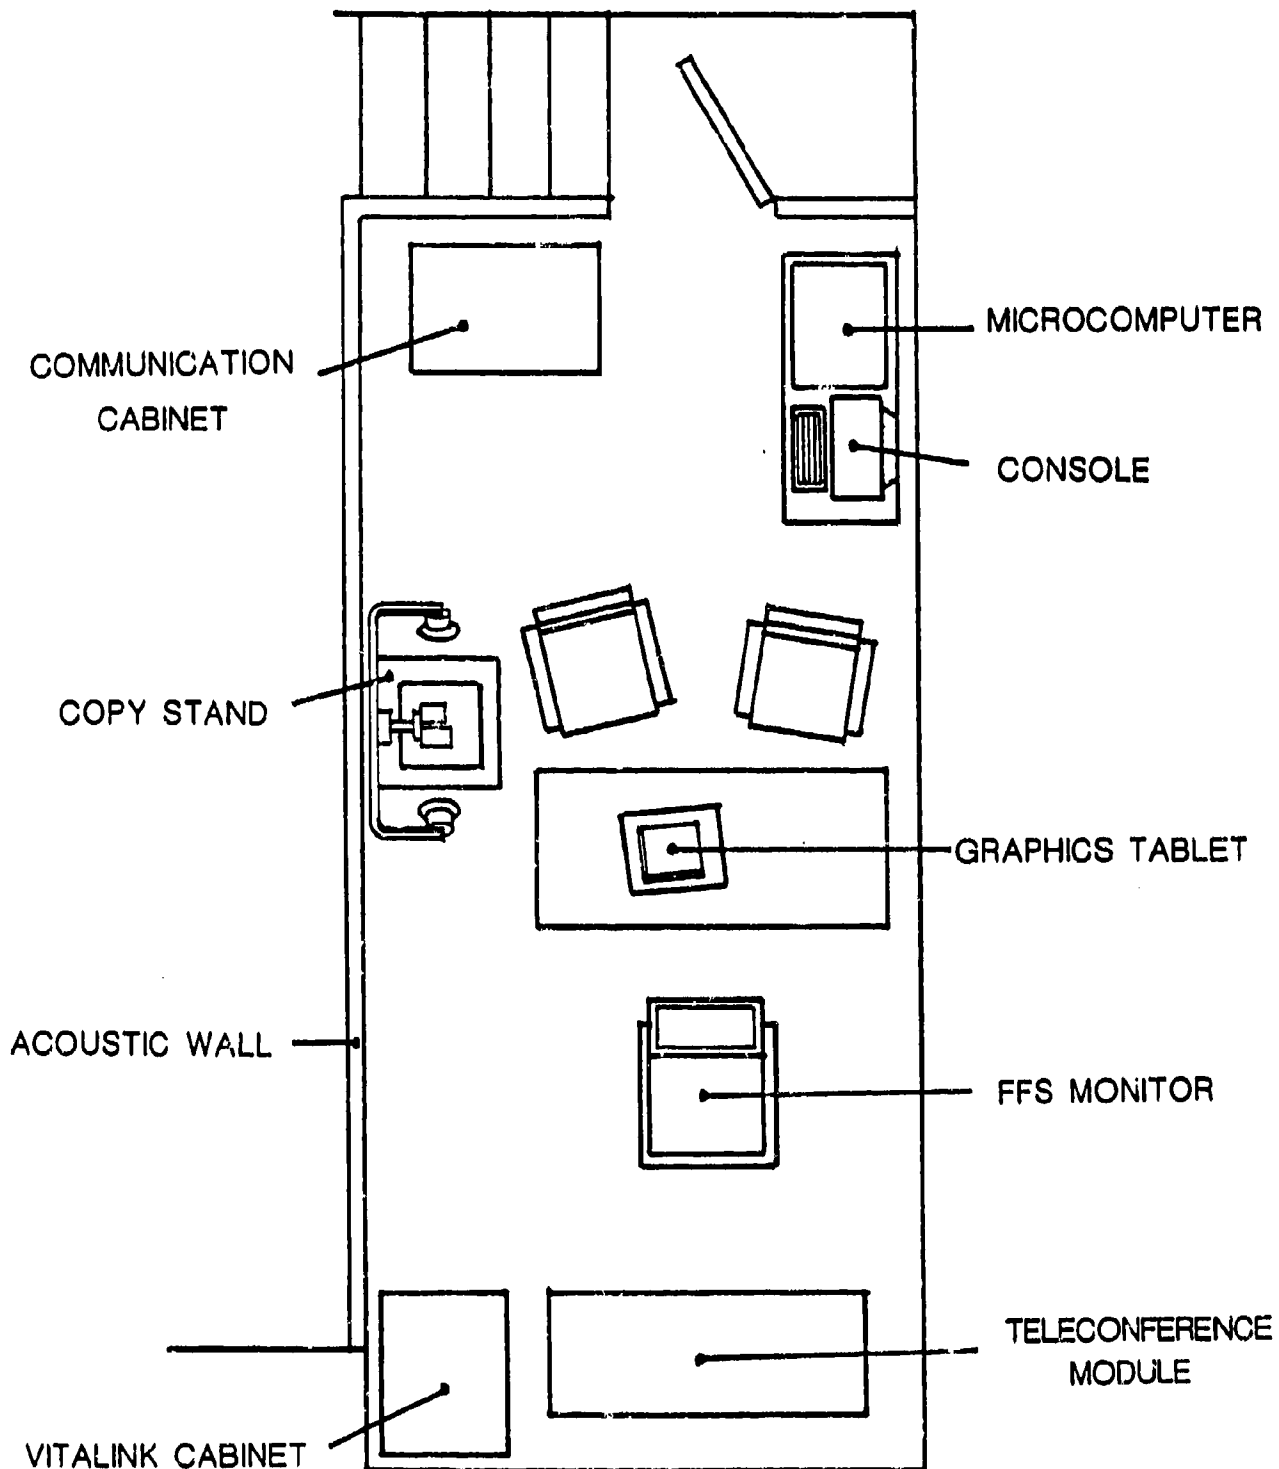 MICROCOMPUTER
COMMUNICATION
CABINET
CONSOLE
COPY STAND
GRAPHICS TABLET
ACOUSTIC WALL
FFS MONITOR
TELECONFERENCE
MODULE
VITALINK CABINET